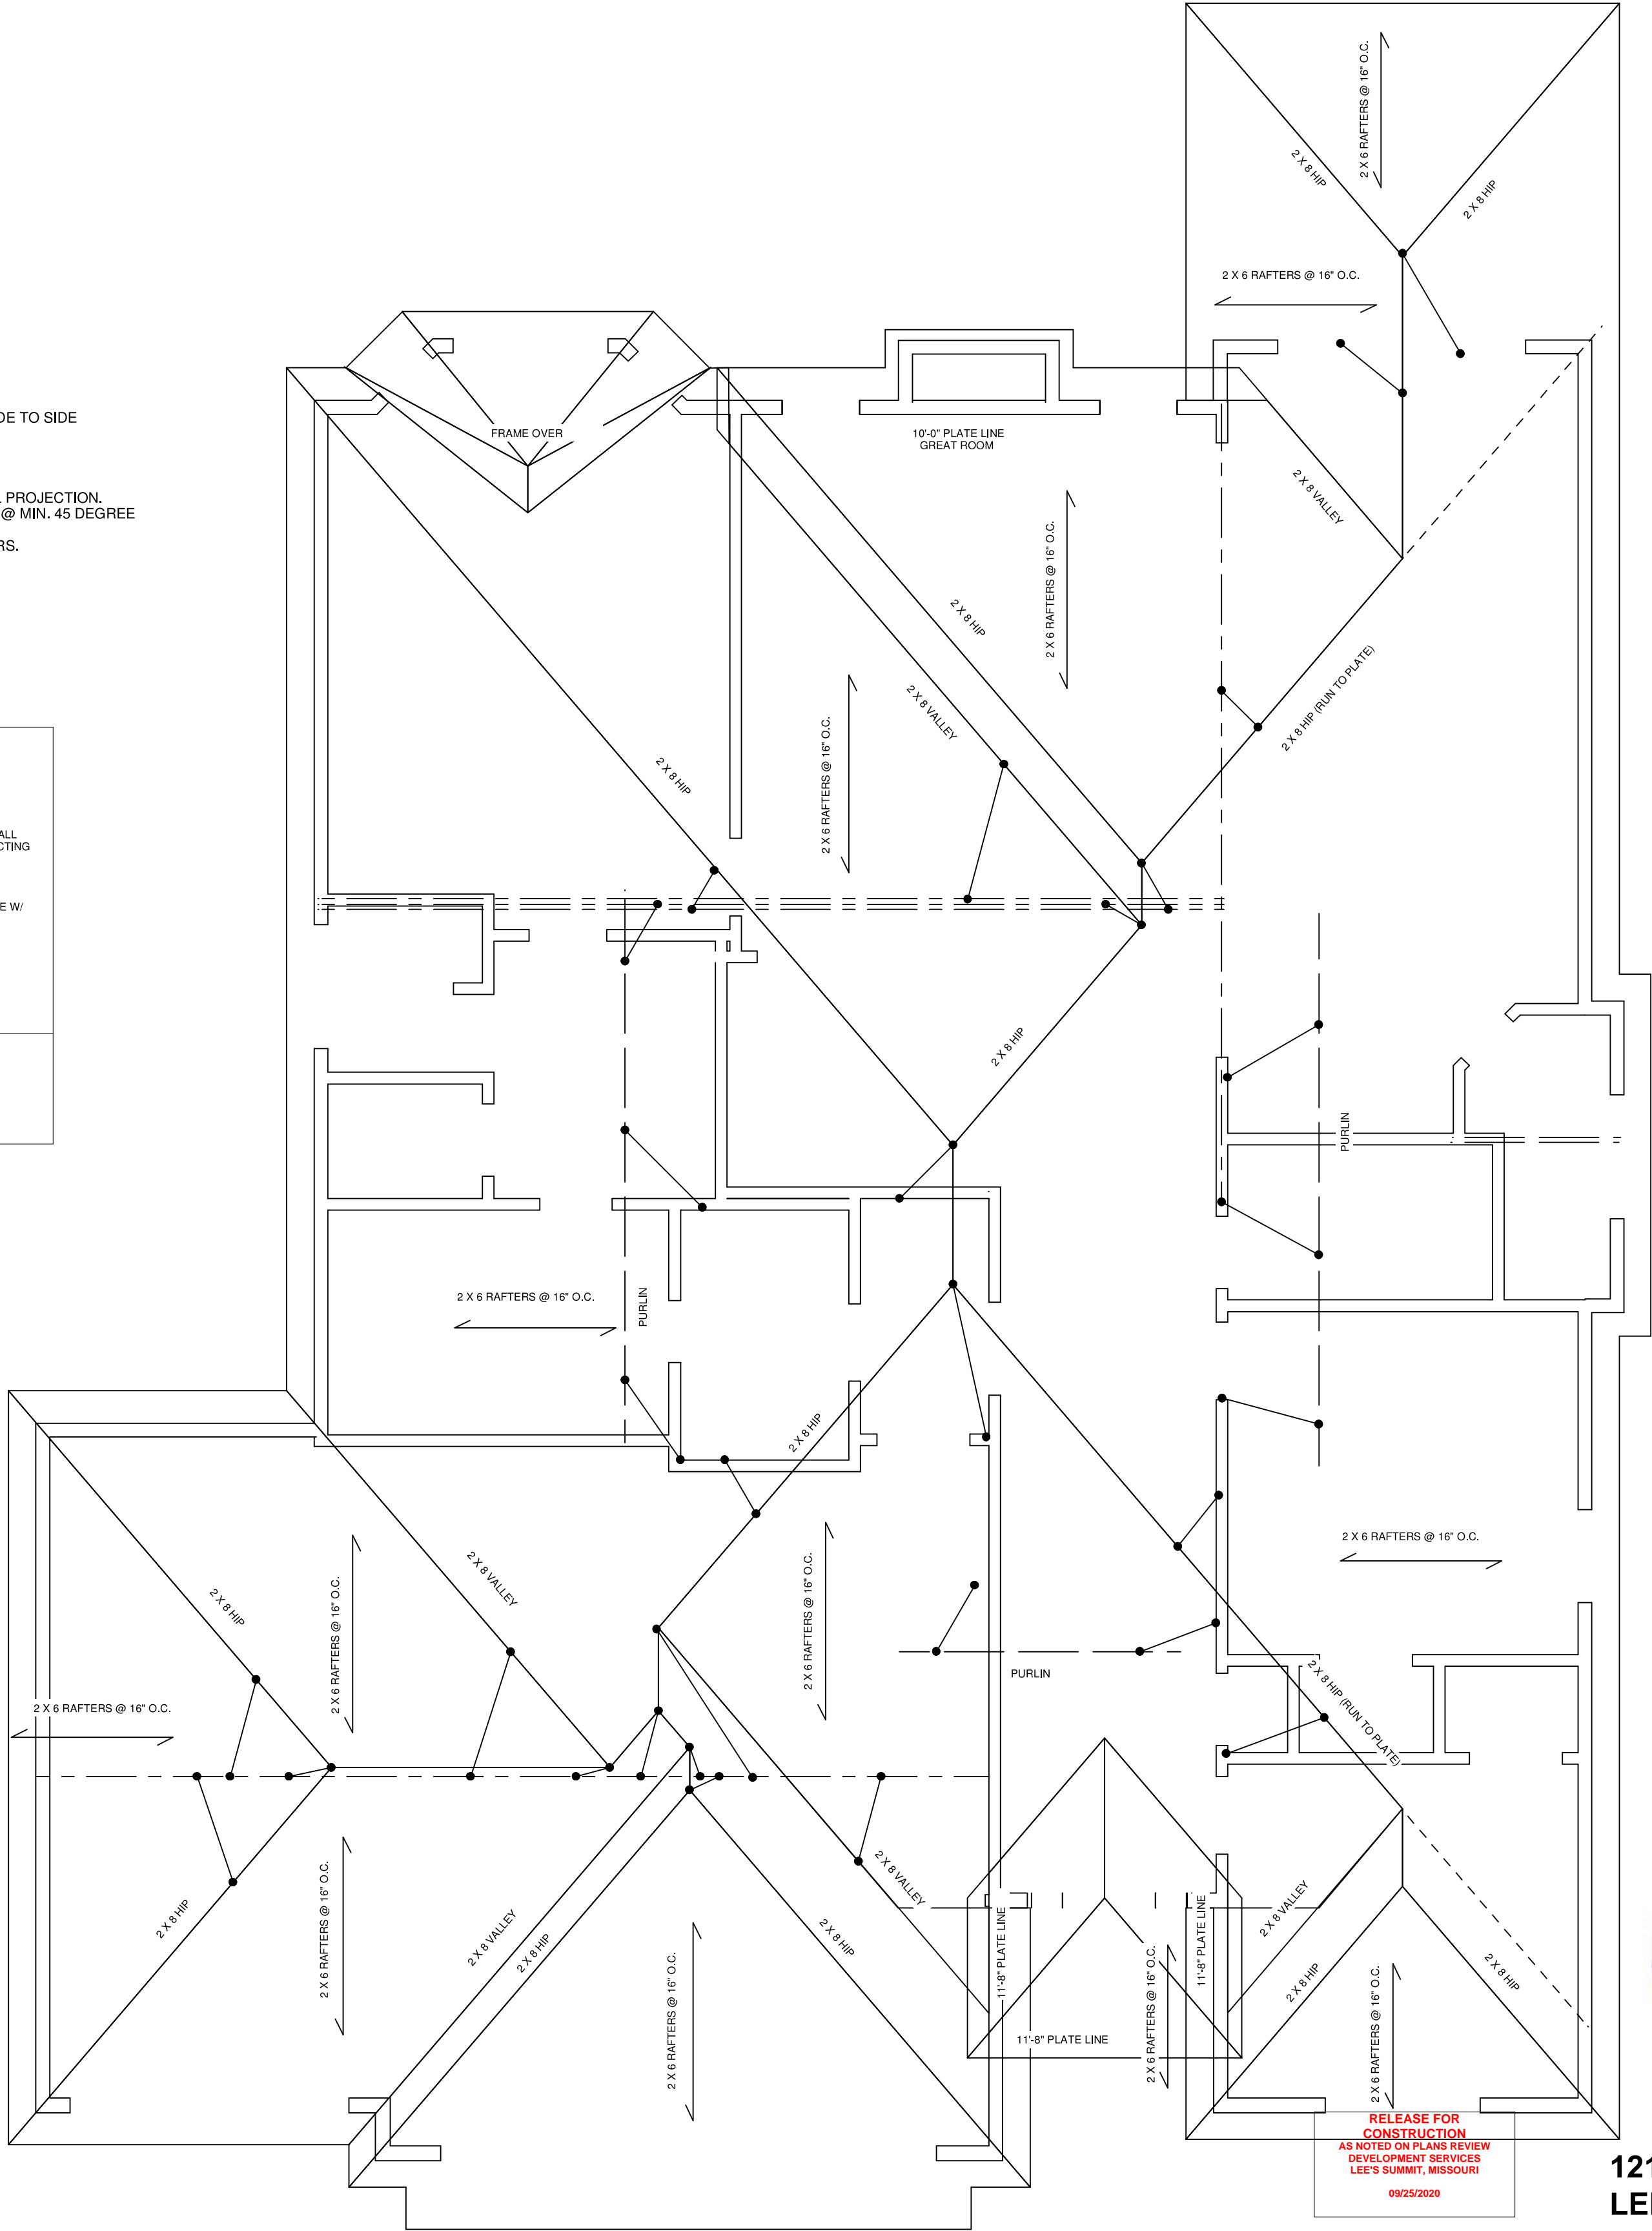 2 X 6 RAFTERS @ 16" O.C.
2 X 8 HIP
2 X 8 HIP
2 X 6 RAFTERS @ 16" O.C.
DE TO SIDE
FRAME OVER
10'-0" PLATE LINE
GREAT ROOM
2 X 8 VALLEY
PROJECTION.
@ MIN. 45 DEGREE
RS.
2 X 6 RAFTERS @ 16" O.C.
2 X 8 HIP
2 X 8 VALLEY
2 X 8 HIP (RUN TO PLATE)
2 X 6 RAFTERS @ 16" O.C.
2 X 8 HIP
ALL
CTING
E W/
2 X 8 HIP
PURLIN
2 X 6 RAFTERS @ 16" O.C.
PURLIN
2 X 8 HIP
2 X 6 RAFTERS @ 16" O.C.
2 X 8 VALLEY
2 X 8 HIP
2 X 6 RAFTERS @ 16" O.C.
2 X 6 RAFTERS @ 16" O.C.
PURLIN
2 X 8 HIP (RUN TO PLATE)
2 X 6 RAFTERS @ 16" O.C.
2 X 8 VALLEY
2 X 8 HIP
2 X 6 RAFTERS @ 16" O.C.
2 X 8 VALLEY
2 X 8 HIP
2 X 8 HIP
2 X 6 RAFTERS @ 16" O.C.
11'-8" PLATE LINE
11'-8" PLATE LINE
2 X 8 VALLEY
2 X 8 HIP
2 X 8 HIP
11'-8" PLATE LINE
2 X 6 RAFTERS @ 16" O.C.
2 X 6 RAFTERS @ 16" O.C.
RELEASE FOR
CONSTRUCTION
AS NOTED ON PLANS REVIEW
DEVELOPMENT SERVICES
LEE'S SUMMIT, MISSOURI
09/25/2020
121
LEE